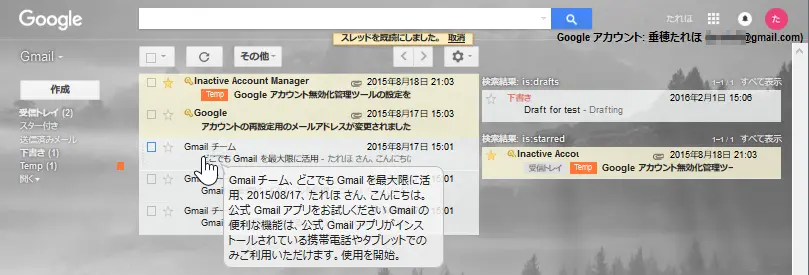 Google
たれほ
た
スレッドを既読にしました。 取消
Google アカウント: 垂穂たれほ
@gmail.com)
Gmail
その他
作成
受信トレイ (2)
スター付き
送信済みメール
下書き (1)
Temp (1)
開く
Inactive Account Manager 2015年8月18日 21:03
Temp Google アカウント無効化管理ツールの設定を
Google 2015年8月17日 15:03
アカウントの再設定用のメールアドレスが変更されました
Gmail チーム 2015年8月17日 15:01
どこでも Gmail を最大限に活用 - たれほ さん、こんにちに
Gmail チーム、どこでも Gmail を最大限に活
用、2015/08/17、たれほ さん、こんにちは。
公式 Gmail アプリをお試しください Gmail の
便利な機能は、公式 Gmail アプリがインス
トールされている携帯電話やタブレットでの
みご利用いただけます。使用を開始。
検索結果: is:drafts 1–1 / 1 すべて表示
下書き 2016年2月1日 15:06
Draft for test - Drafting
検索結果: is:starred 1–1 / 1 すべて表示
Inactive Accou 2015年8月18日 21:03
受信トレイ Temp Google アカウント無効化管理ツー